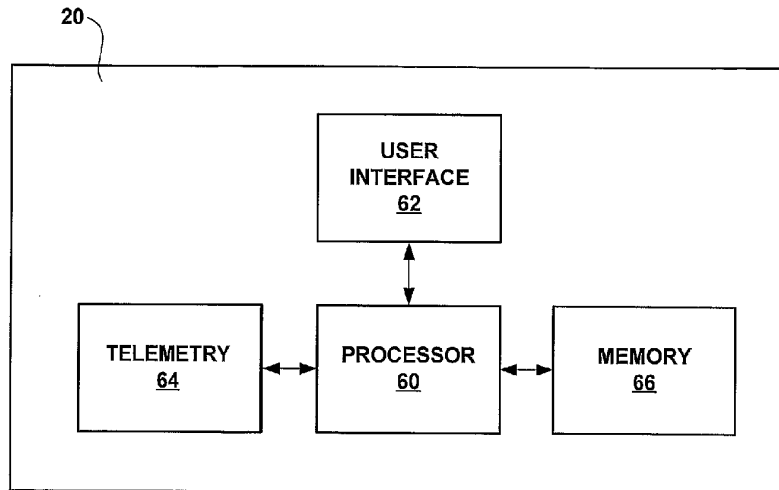 20
USER
INTERFACE
62
TELEMETRY
64
PROCESSOR
60
MEMORY
66